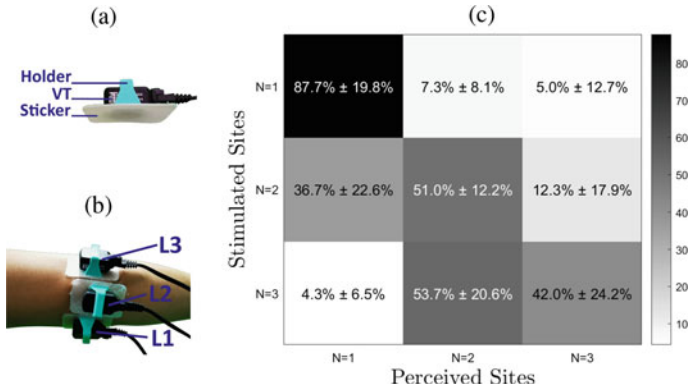 (a)
Holder
VT
Sticker
(b)
L3
L2
L1
(c)
Stimulated Sites
N=1
87.7% ± 19.8%
7.3% ± 8.1%
5.0% ± 12.7%
N=2
36.7% ± 22.6%
51.0% ± 12.2%
12.3% ± 17.9%
N=3
4.3% ± 6.5%
53.7% ± 20.6%
42.0% ± 24.2%
N=1
N=2
N=3
Perceived Sites
80
70
60
50
40
30
20
10